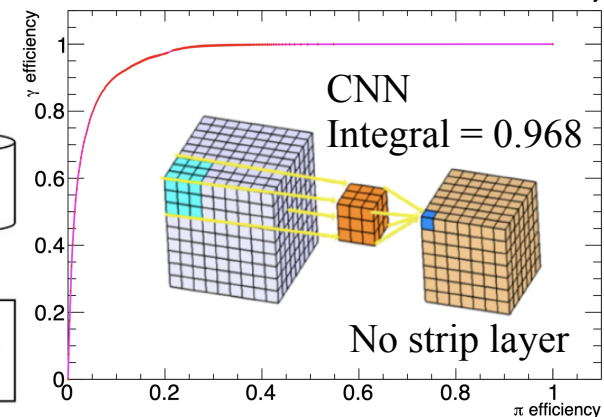 γ efficiency
1
0.8
0.6
0.4
0.2
0
CNN
Integral = 0.968
No strip layer
0
0.2
0.4
0.6
0.8
1
π efficiency